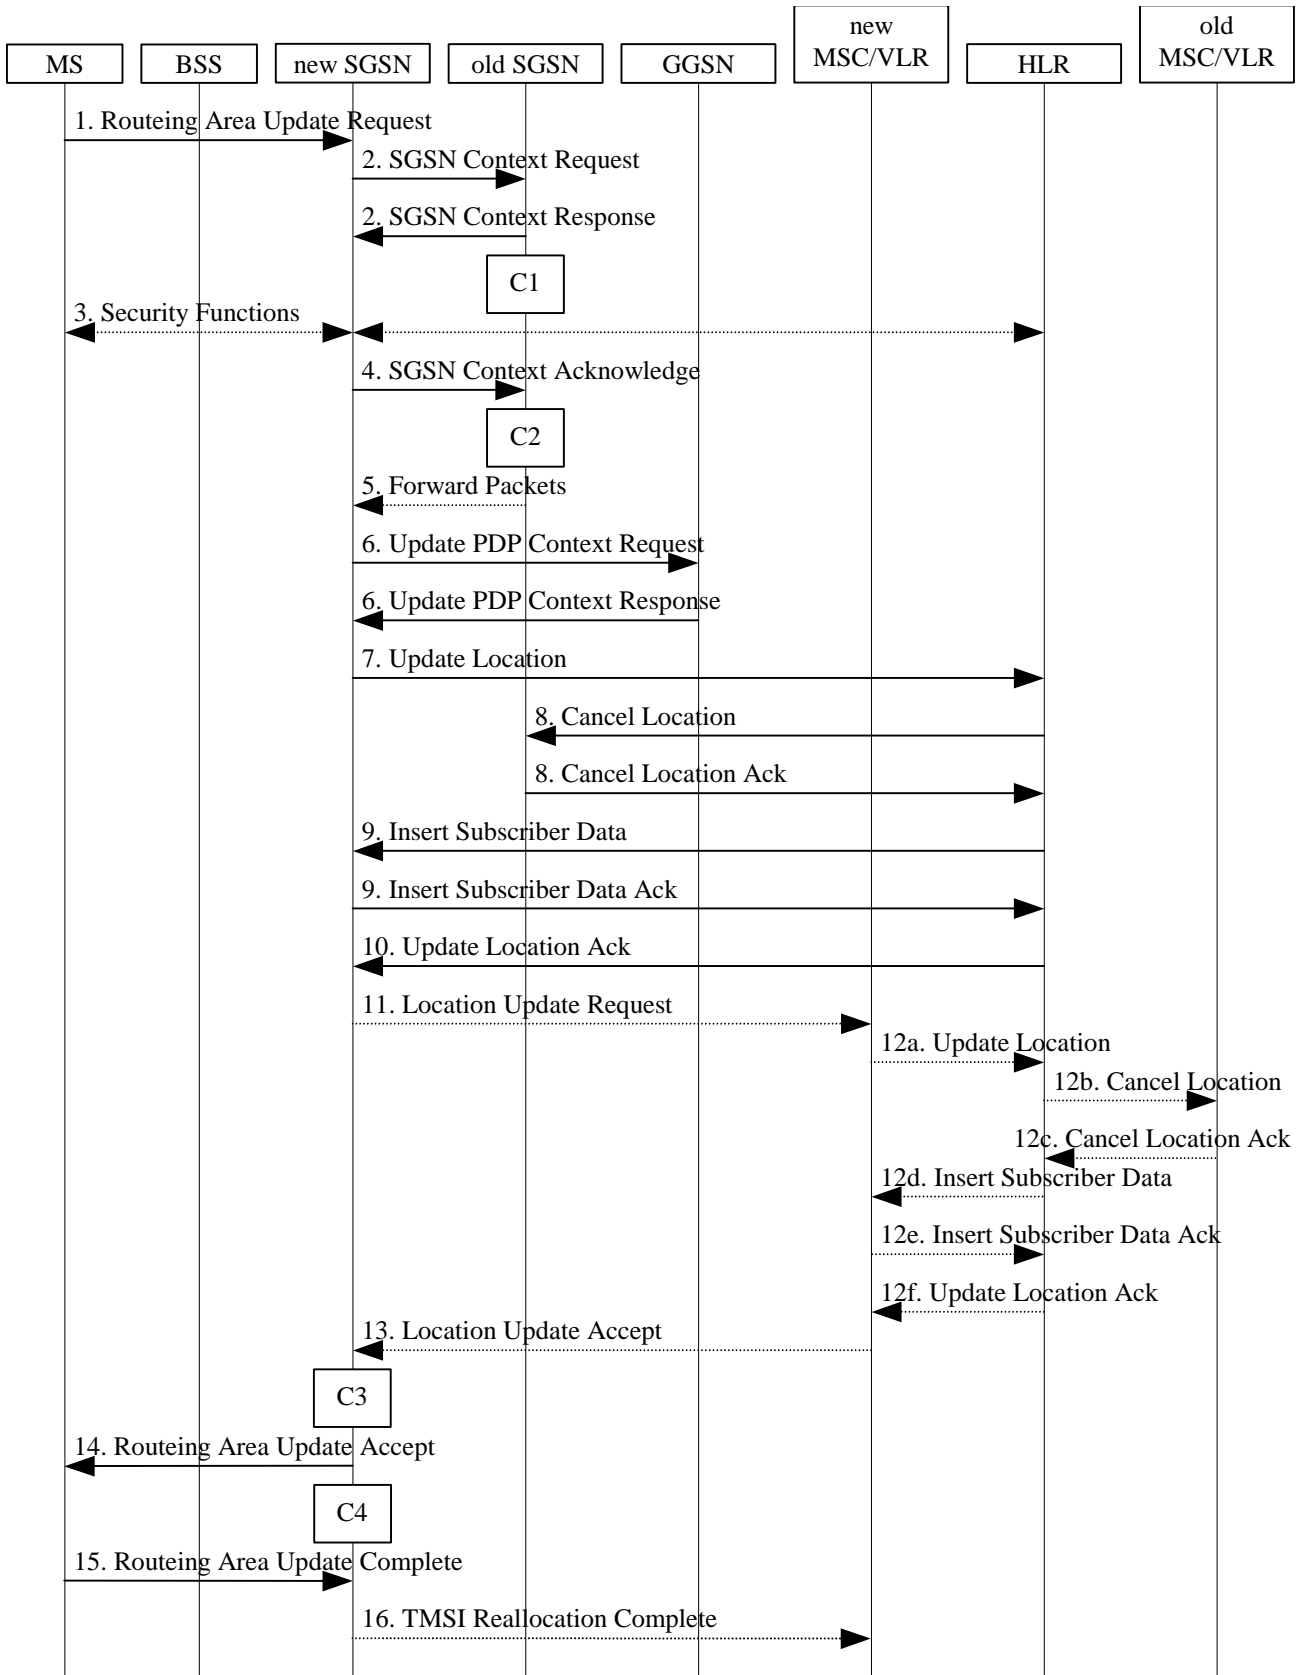 new
MSC/VLR
old
MSC/VLR
MS
BSS
new SGSN
old SGSN
GGSN
HLR
1. Routeing Area Update Request
2. SGSN Context Request
2. SGSN Context Response
C1
3. Security Functions
4. SGSN Context Acknowledge
C2
5. Forward Packets
6. Update PDP Context Request
6. Update PDP Context Response
7. Update Location
8. Cancel Location
8. Cancel Location Ack
9. Insert Subscriber Data
9. Insert Subscriber Data Ack
10. Update Location Ack
11. Location Update Request
12a. Update Location
12b. Cancel Location
12c. Cancel Location Ack
12d. Insert Subscriber Data
12e. Insert Subscriber Data Ack
12f. Update Location Ack
13. Location Update Accept
C3
14. Routeing Area Update Accept
C4
15. Routeing Area Update Complete
16. TMSI Reallocation Complete